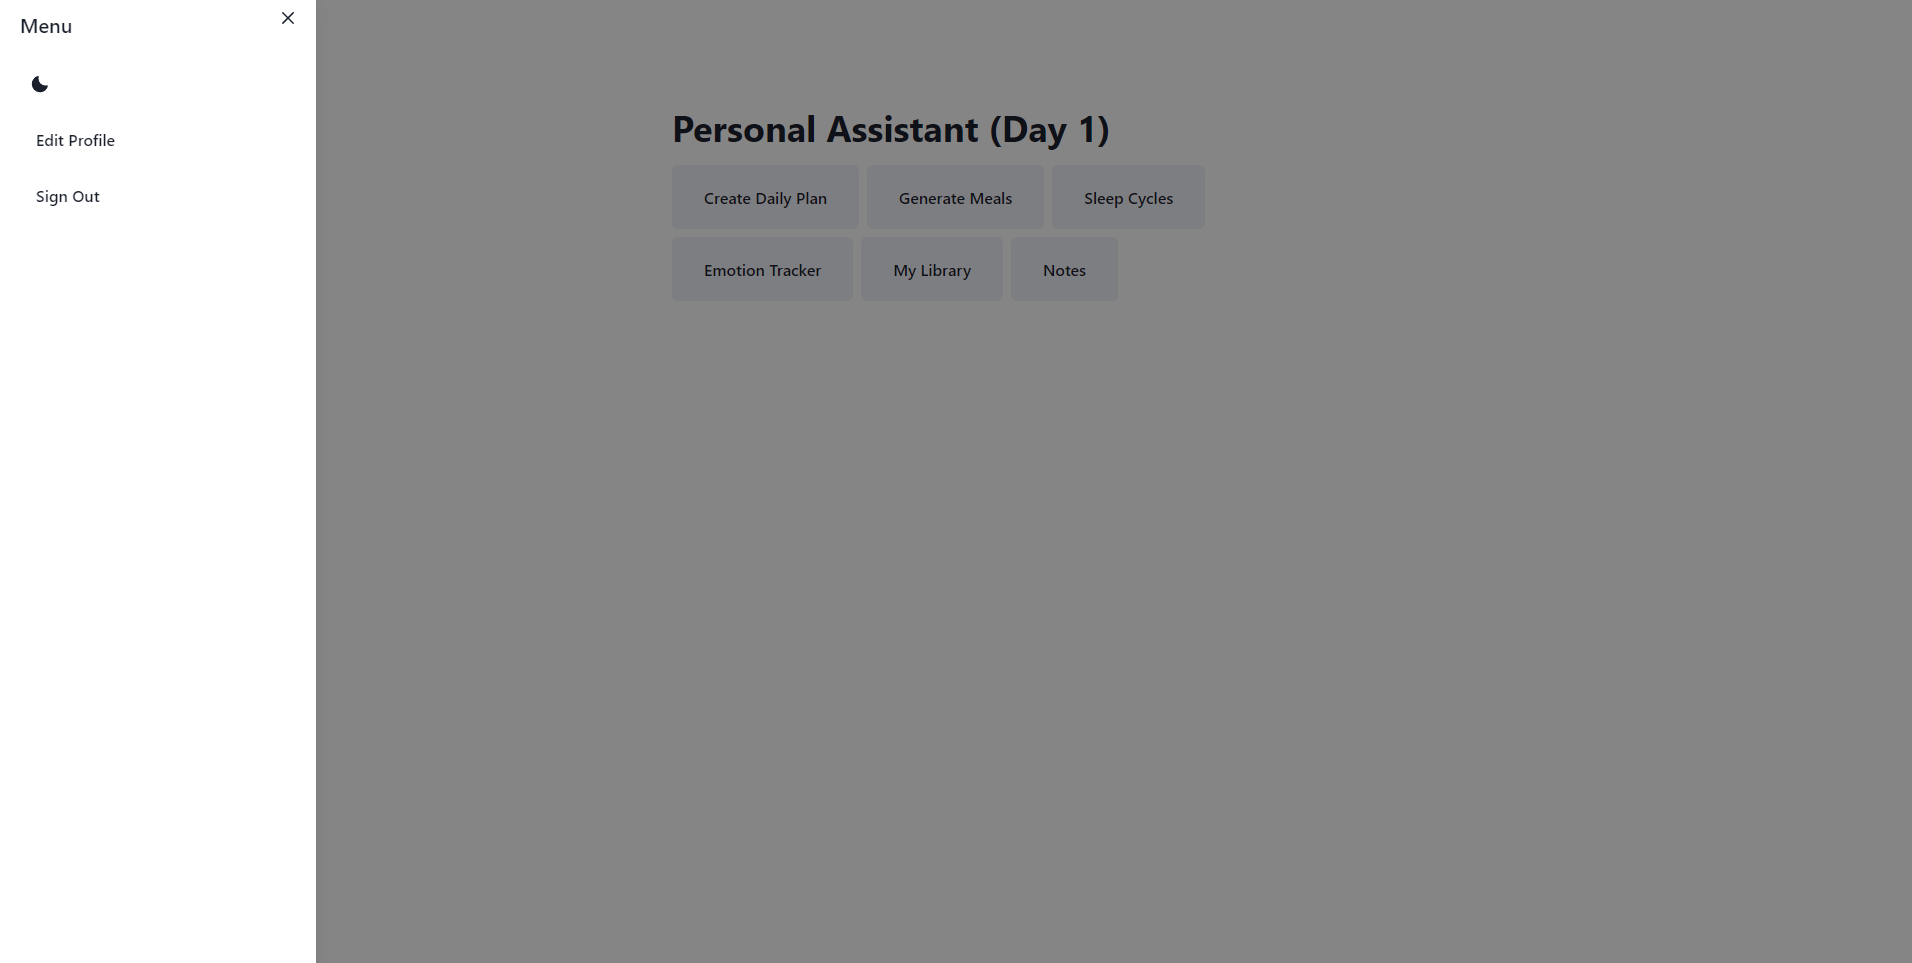 Menu
Edit Profile
Sign Out
Personal Assistant (Day 1)
Create Daily Plan
Generate Meals
Sleep Cycles
Emotion Tracker
My Library
Notes